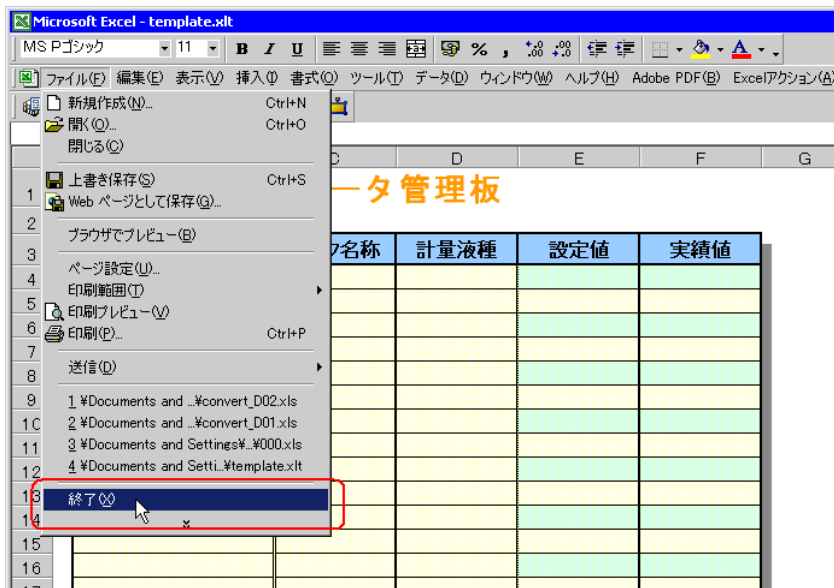 Microsoft Excel - template.xlt
MS Pゴシック 11 B I U % ,
ファイル(F) 編集(E) 表示(V) 挿入(I) 書式(O) ツール(T) データ(D) ウィンドウ(W) ヘルプ(H) Adobe PDF(B) Excelアクション(A)
新規作成(N)... Ctrl+N
開く(O)... Ctrl+O
閉じる(C)
上書き保存(S) Ctrl+S
Web ページとして保存(G)...
ブラウザでプレビュー(B)
ページ設定(U)...
印刷範囲(T)
印刷プレビュー(V)
印刷(P)... Ctrl+P
送信(D)
1 ¥Documents and ...¥convert_D02.xls
2 ¥Documents and ...¥convert_D01.xls
3 ¥Documents and Settings¥...¥000.xls
4 ¥Documents and Setti...¥template.xlt
終了(X)
C D E F G
ータ管理板
名称 計量液種 設定値 実績値
1
2
3
4
5
6
7
8
9
10
11
12
13
14
15
16